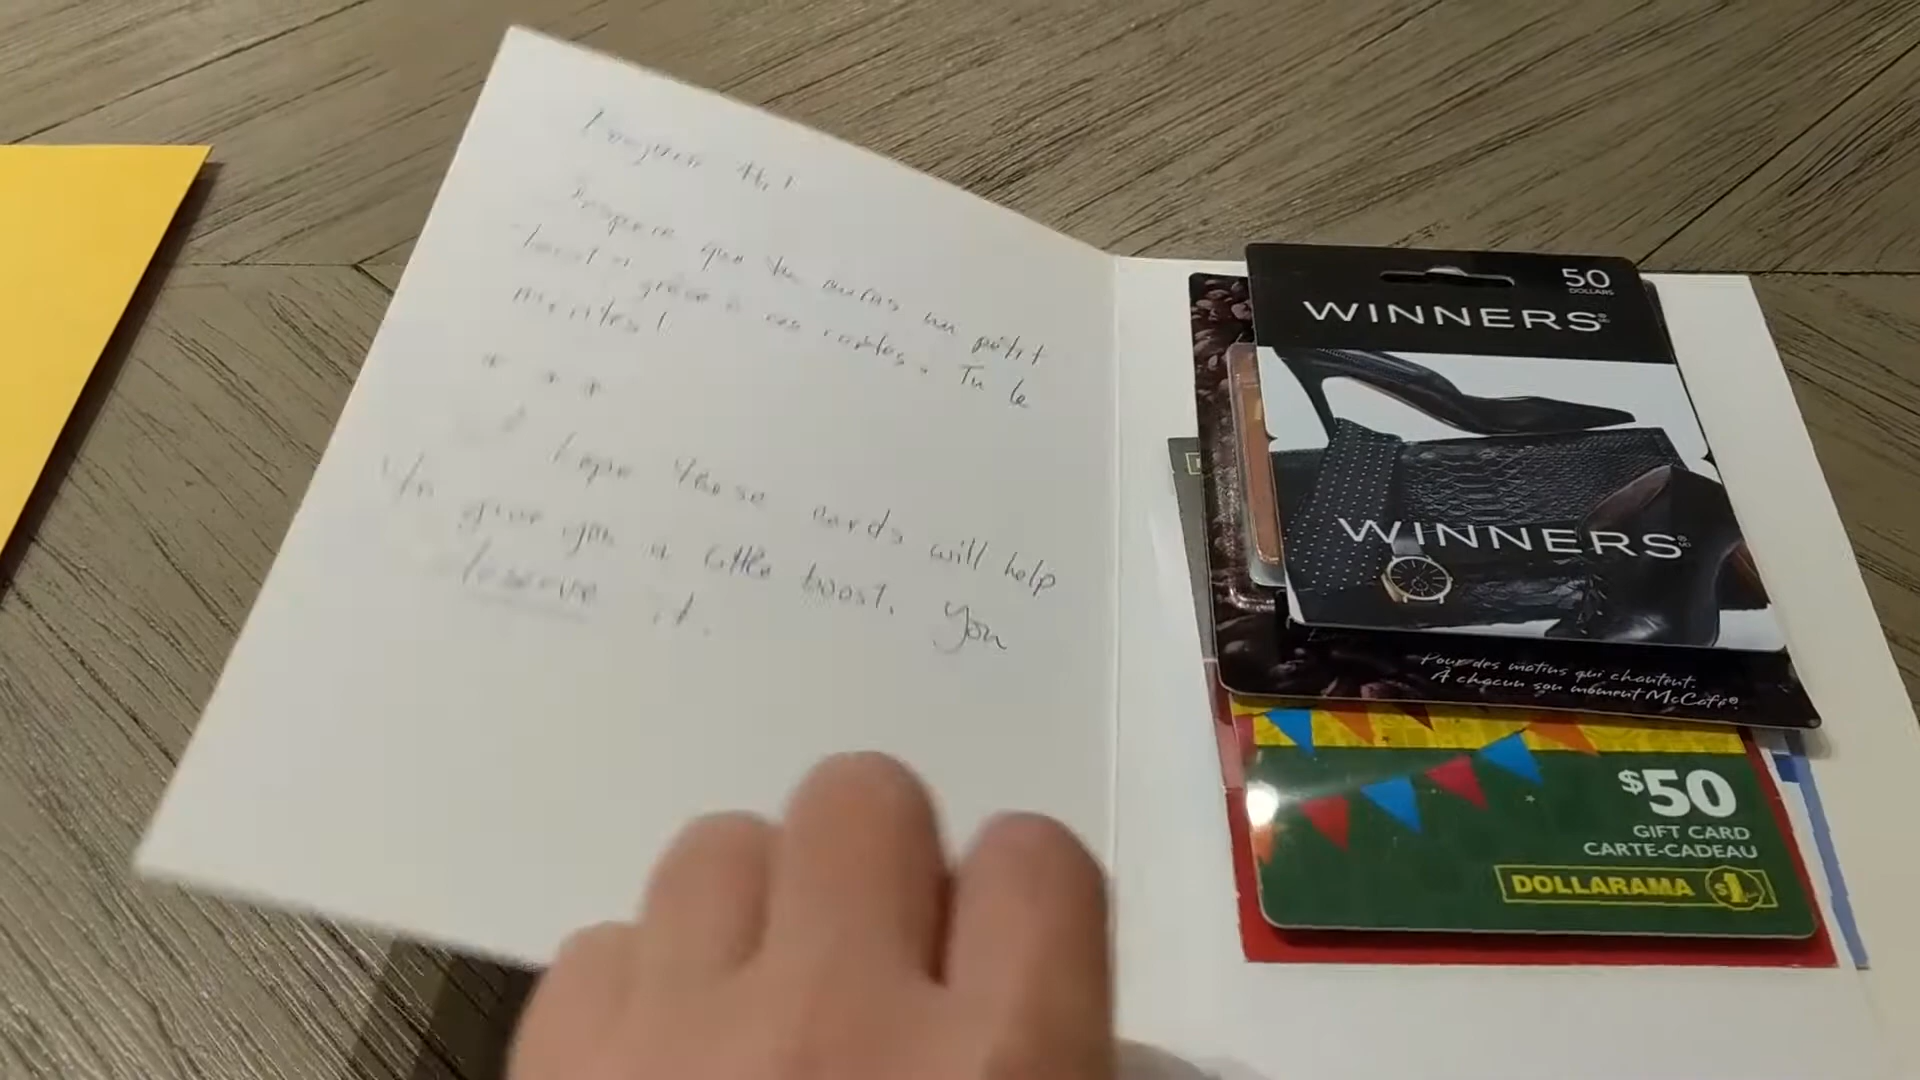 J'espère que tu auras un petit
boost grâce à ces cartes. Tu le
mérites!
* * *
I hope these cards will help
give you a little boost. You
deserve it.
50
DOLLARS
WINNERS
WINNERS
Pour des matins qui chantent.
À chacun son moment McCafé®.
$50
GIFT CARD
CARTE-CADEAU
DOLLARAMA $1